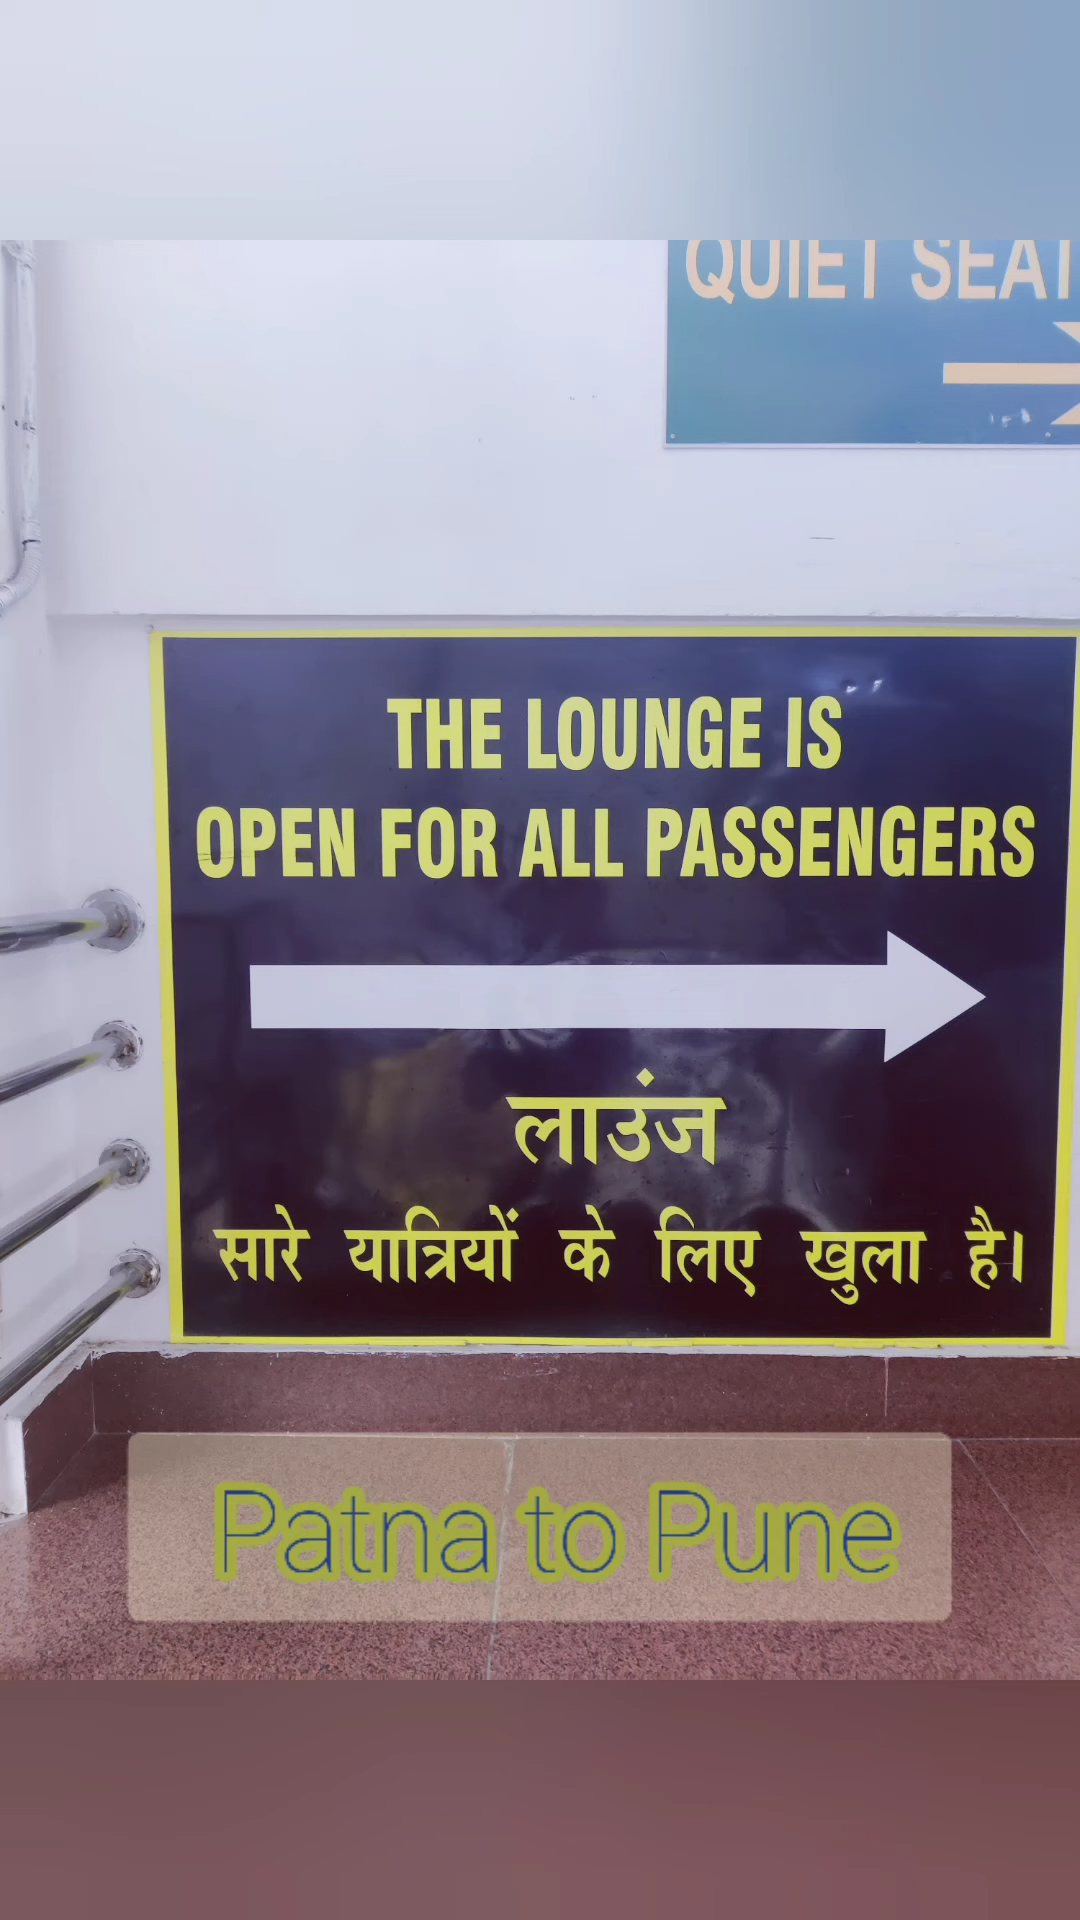 QUIET SEAT
THE LOUNGE IS
OPEN FOR ALL PASSENGERS
लाउंज
सारे यात्रियों के लिए खुला है।
Patna to Pune